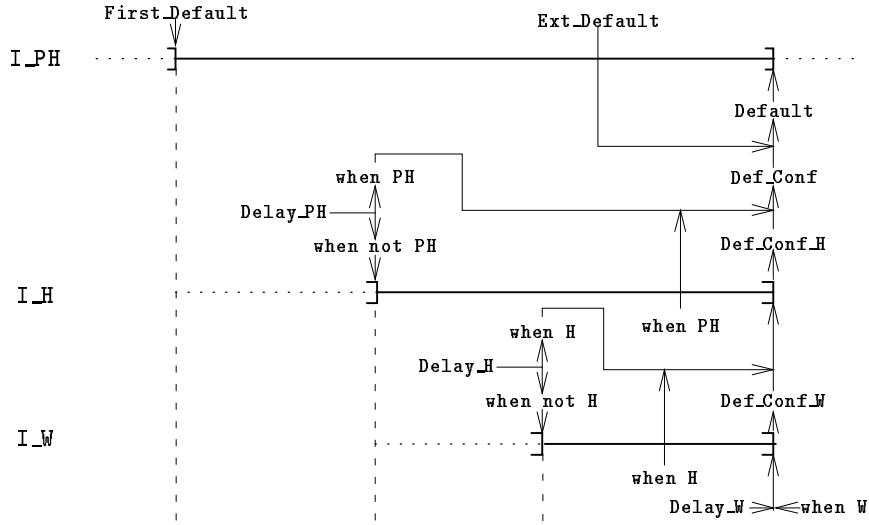 First_Default
Ext_Default
I_PH
Default
when PH
Def_Conf
Delay_PH
when not PH
Def_Conf_H
I_H
when H
when PH
Delay_H
when not H
Def_Conf_W
I_W
when H
Delay_W
when W